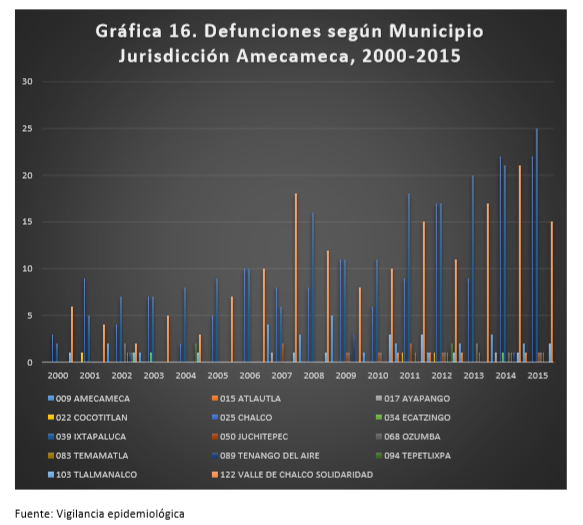 Gráfica 16. Defunciones según Municipio
Jurisdicción Amecameca, 2000-2015
30
25
20
15
10
5
0
2000 2001 2002 2003 2004 2005 2006 2007 2008 2009 2010 2011 2012 2013 2014 2015
009 AMECAMECA 015 ATLAUTLA 017 AYAPANGO
022 COCOTITLAN 025 CHALCO 034 ECATZINGO
039 IXTAPALUCA 050 JUCHITEPEC 068 OZUMBA
083 TEMAMATLA 089 TENANGO DEL AIRE 094 TEPETLIXPA
103 TLALMANALCO 122 VALLE DE CHALCO SOLIDARIDAD
Fuente: Vigilancia epidemiológica